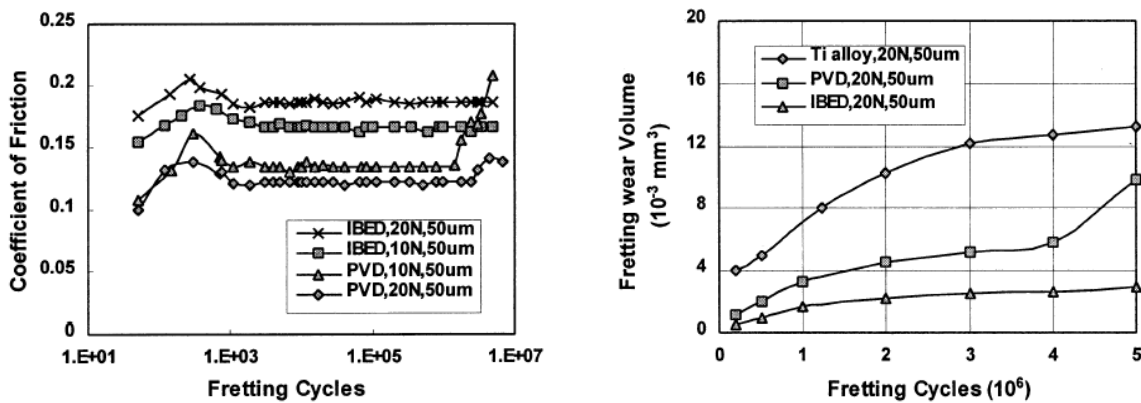 0.25
0.2
0.15
0.1
0.05
0
Coefficient of Friction
IBED,20N,50um
IBED,10N,50um
PVD,10N,50um
PVD,20N,50um
1.E+01
1.E+03
1.E+05
1.E+07
Fretting Cycles
20
16
12
8
4
0
Fretting wear Volume
(10⁻³ mm³)
Ti alloy,20N,50um
PVD,20N,50um
IBED,20N,50um
0
1
2
3
4
5
Fretting Cycles (10⁶)